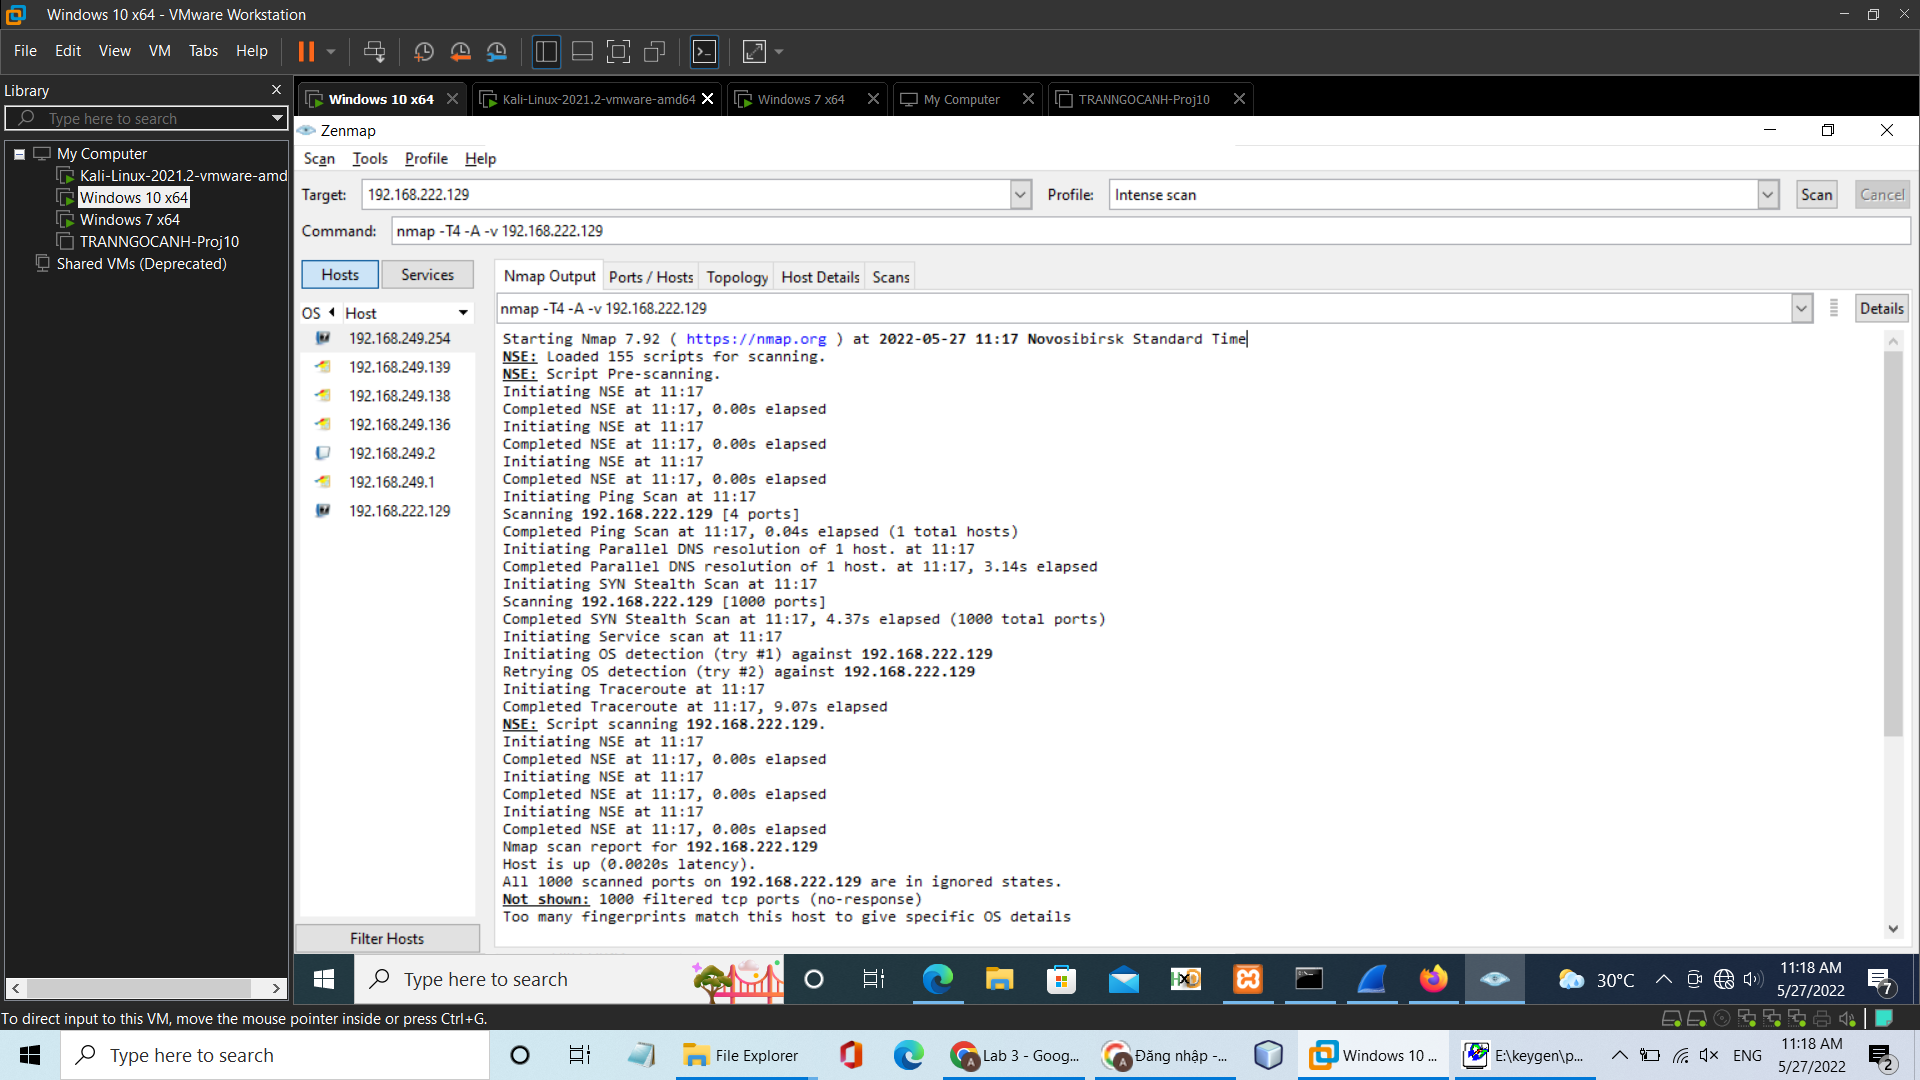 Windows 10 x64 - VMware Workstation
File Edit View VM Tabs Help
Library
Type here to search
My Computer
Kali-Linux-2021.2-vmware-amd
Windows 10 x64
Windows 7 x64
TRANNGOCANH-Proj10
Shared VMs (Deprecated)
Windows 10 x64 Kali-Linux-2021.2-vmware-amd64 Windows 7 x64 My Computer TRANNGOCANH-Proj10
Zenmap
Scan Tools Profile Help
Target: 192.168.222.129 Profile: Intense scan Scan Cancel
Command: nmap -T4 -A -v 192.168.222.129
Hosts Services
OS Host
192.168.249.254
192.168.249.139
192.168.249.138
192.168.249.136
192.168.249.2
192.168.249.1
192.168.222.129
Filter Hosts
Nmap Output Ports / Hosts Topology Host Details Scans
nmap -T4 -A -v 192.168.222.129 Details
Starting Nmap 7.92 ( https://nmap.org ) at 2022-05-27 11:17 Novosibirsk Standard Time
NSE: Loaded 155 scripts for scanning.
NSE: Script Pre-scanning.
Initiating NSE at 11:17
Completed NSE at 11:17, 0.00s elapsed
Initiating NSE at 11:17
Completed NSE at 11:17, 0.00s elapsed
Initiating NSE at 11:17
Completed NSE at 11:17, 0.00s elapsed
Initiating Ping Scan at 11:17
Scanning 192.168.222.129 [4 ports]
Completed Ping Scan at 11:17, 0.04s elapsed (1 total hosts)
Initiating Parallel DNS resolution of 1 host. at 11:17
Completed Parallel DNS resolution of 1 host. at 11:17, 3.14s elapsed
Initiating SYN Stealth Scan at 11:17
Scanning 192.168.222.129 [1000 ports]
Completed SYN Stealth Scan at 11:17, 4.37s elapsed (1000 total ports)
Initiating Service scan at 11:17
Initiating OS detection (try #1) against 192.168.222.129
Retrying OS detection (try #2) against 192.168.222.129
Initiating Traceroute at 11:17
Completed Traceroute at 11:17, 9.07s elapsed
NSE: Script scanning 192.168.222.129.
Initiating NSE at 11:17
Completed NSE at 11:17, 0.00s elapsed
Initiating NSE at 11:17
Completed NSE at 11:17, 0.00s elapsed
Initiating NSE at 11:17
Completed NSE at 11:17, 0.00s elapsed
Nmap scan report for 192.168.222.129
Host is up (0.0020s latency).
All 1000 scanned ports on 192.168.222.129 are in ignored states.
Not shown: 1000 filtered tcp ports (no-response)
Too many fingerprints match this host to give specific OS details
Type here to search 30°C 11:18 AM
5/27/2022 7
To direct input to this VM, move the mouse pointer inside or press Ctrl+G.
Type here to search File Explorer Lab 3 - Goog... Đăng nhập -... Windows 10 ... E:\keygen\p... ENG 11:18 AM
5/27/2022 2